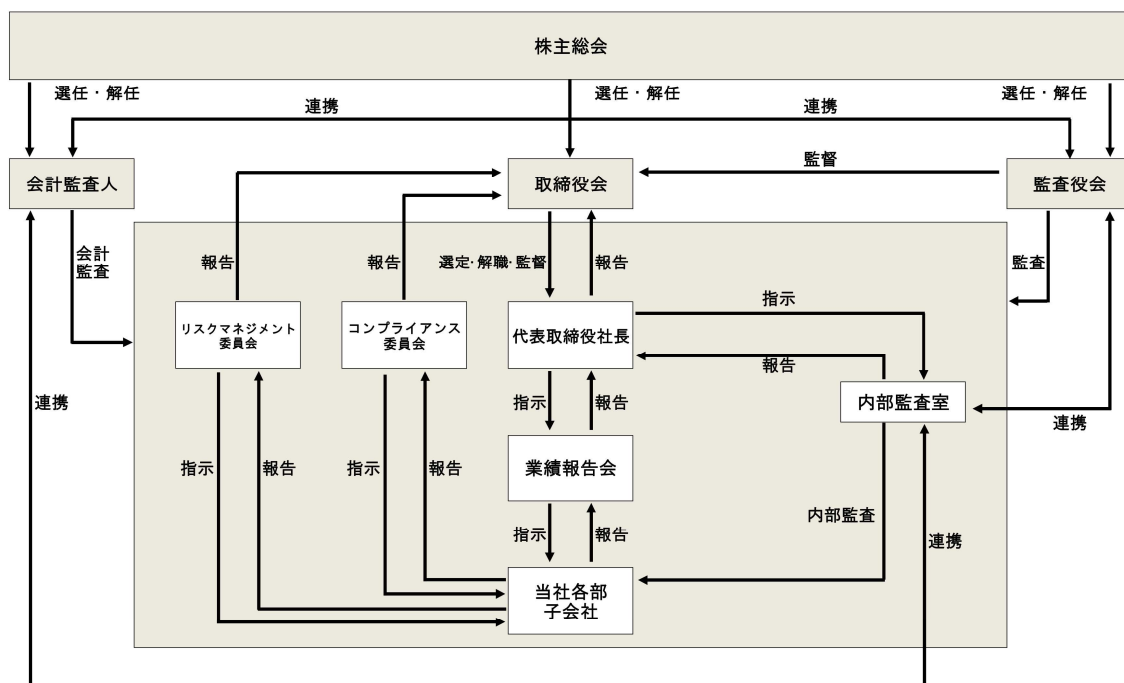 株主総会
選任・解任
連携
選任・解任
連携
選任・解任
会計監査人
取締役会
監督
監査役会
会計
監査
報告
報告
選定・解職・監督
報告
監査
リスクマネジメント
委員会
コンプライアンス
委員会
代表取締役社長
指示
報告
内部監査室
連携
連携
指示
報告
業績報告会
指示
報告
指示
報告
指示
報告
内部監査
連携
当社各部
子会社